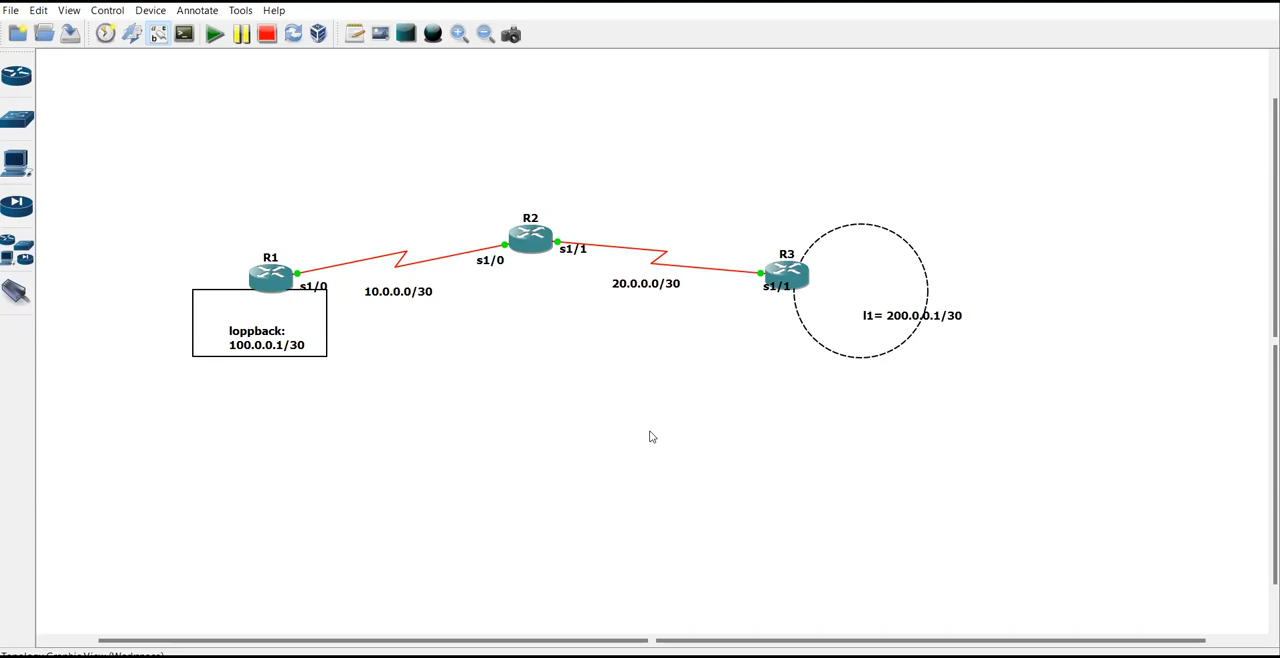 File Edit View Control Device Annotate Tools Help
R2
s1/1
s1/0
R1
s1/0
10.0.0.0/30
20.0.0.0/30
R3
s1/1
l1= 200.0.0.1/30
loppback:
100.0.0.1/30